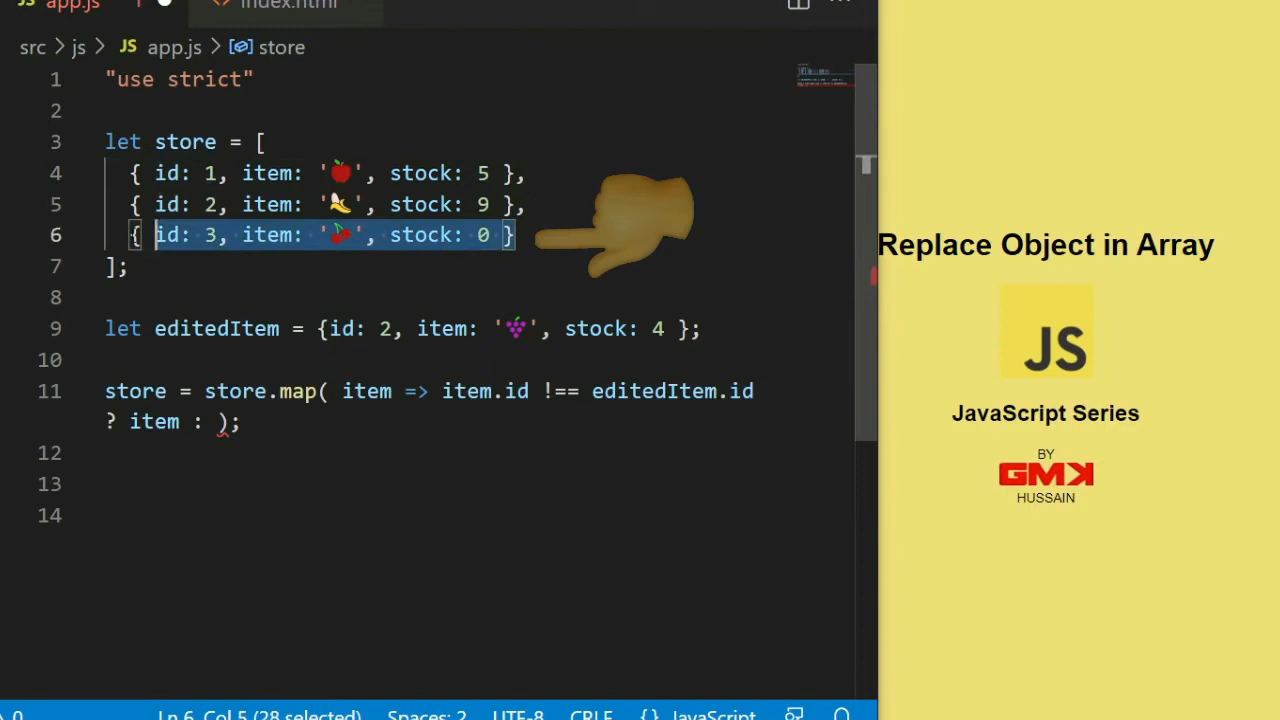 app.js 1 index.html
src > js > JS app.js > store
1 "use strict"
2
3 let store = [
4 { id: 1, item: '🍎', stock: 5 },
5 { id: 2, item: '🍌', stock: 9 },
6 { id: 3, item: '🍒', stock: 0 }
7 ];
8
9 let editedItem = {id: 2, item: '🍇', stock: 4 };
10
11 store = store.map( item => item.id !== editedItem.id
? item : );
12
13
14
Replace Object in Array
JS
JavaScript Series
BY
GMK
HUSSAIN
0 Ln 6, Col 5 (28 selected) Spaces: 2 UTF-8 CRLF {} JavaScript